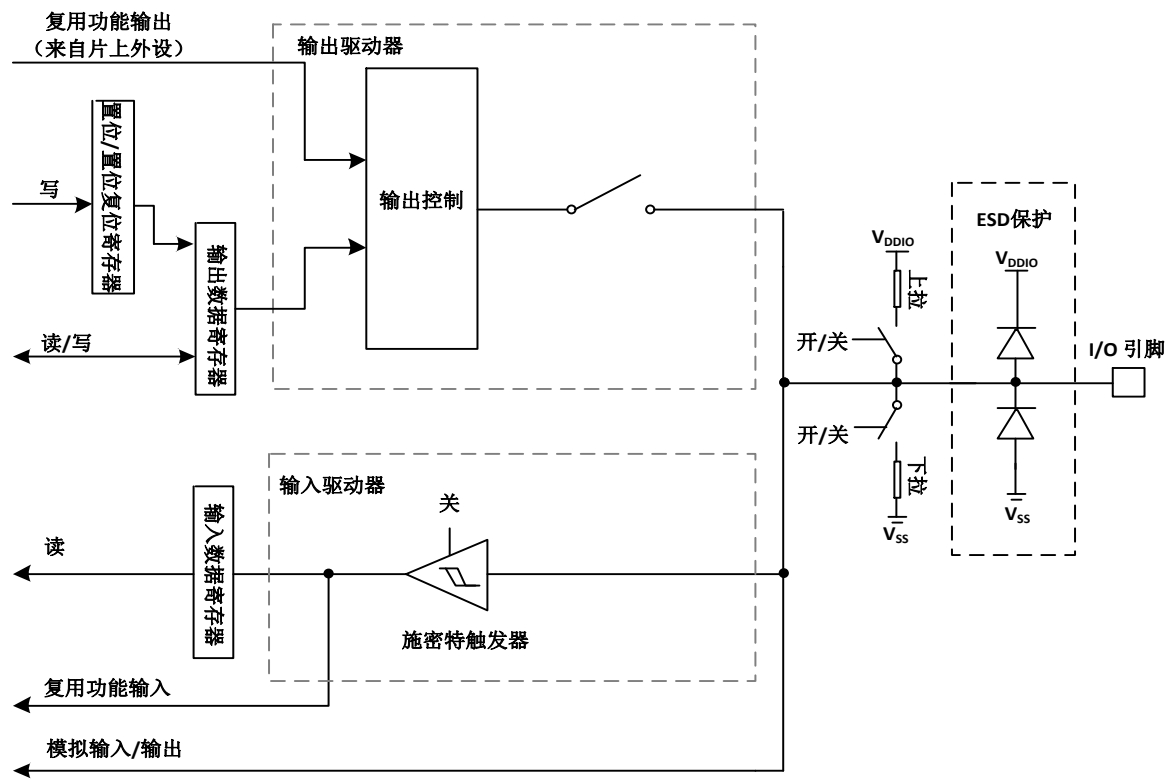 复用功能输出
（来自片上外设）
输出驱动器
置位/置位复位寄存器
写
输出控制
ESD保护
VDDIO
VDDIO
上拉
输出数据寄存器
读/写
开/关
I/O 引脚
开/关
下拉
输入驱动器
关
VSS
VSS
输入数据寄存器
读
施密特触发器
复用功能输入
模拟输入/输出